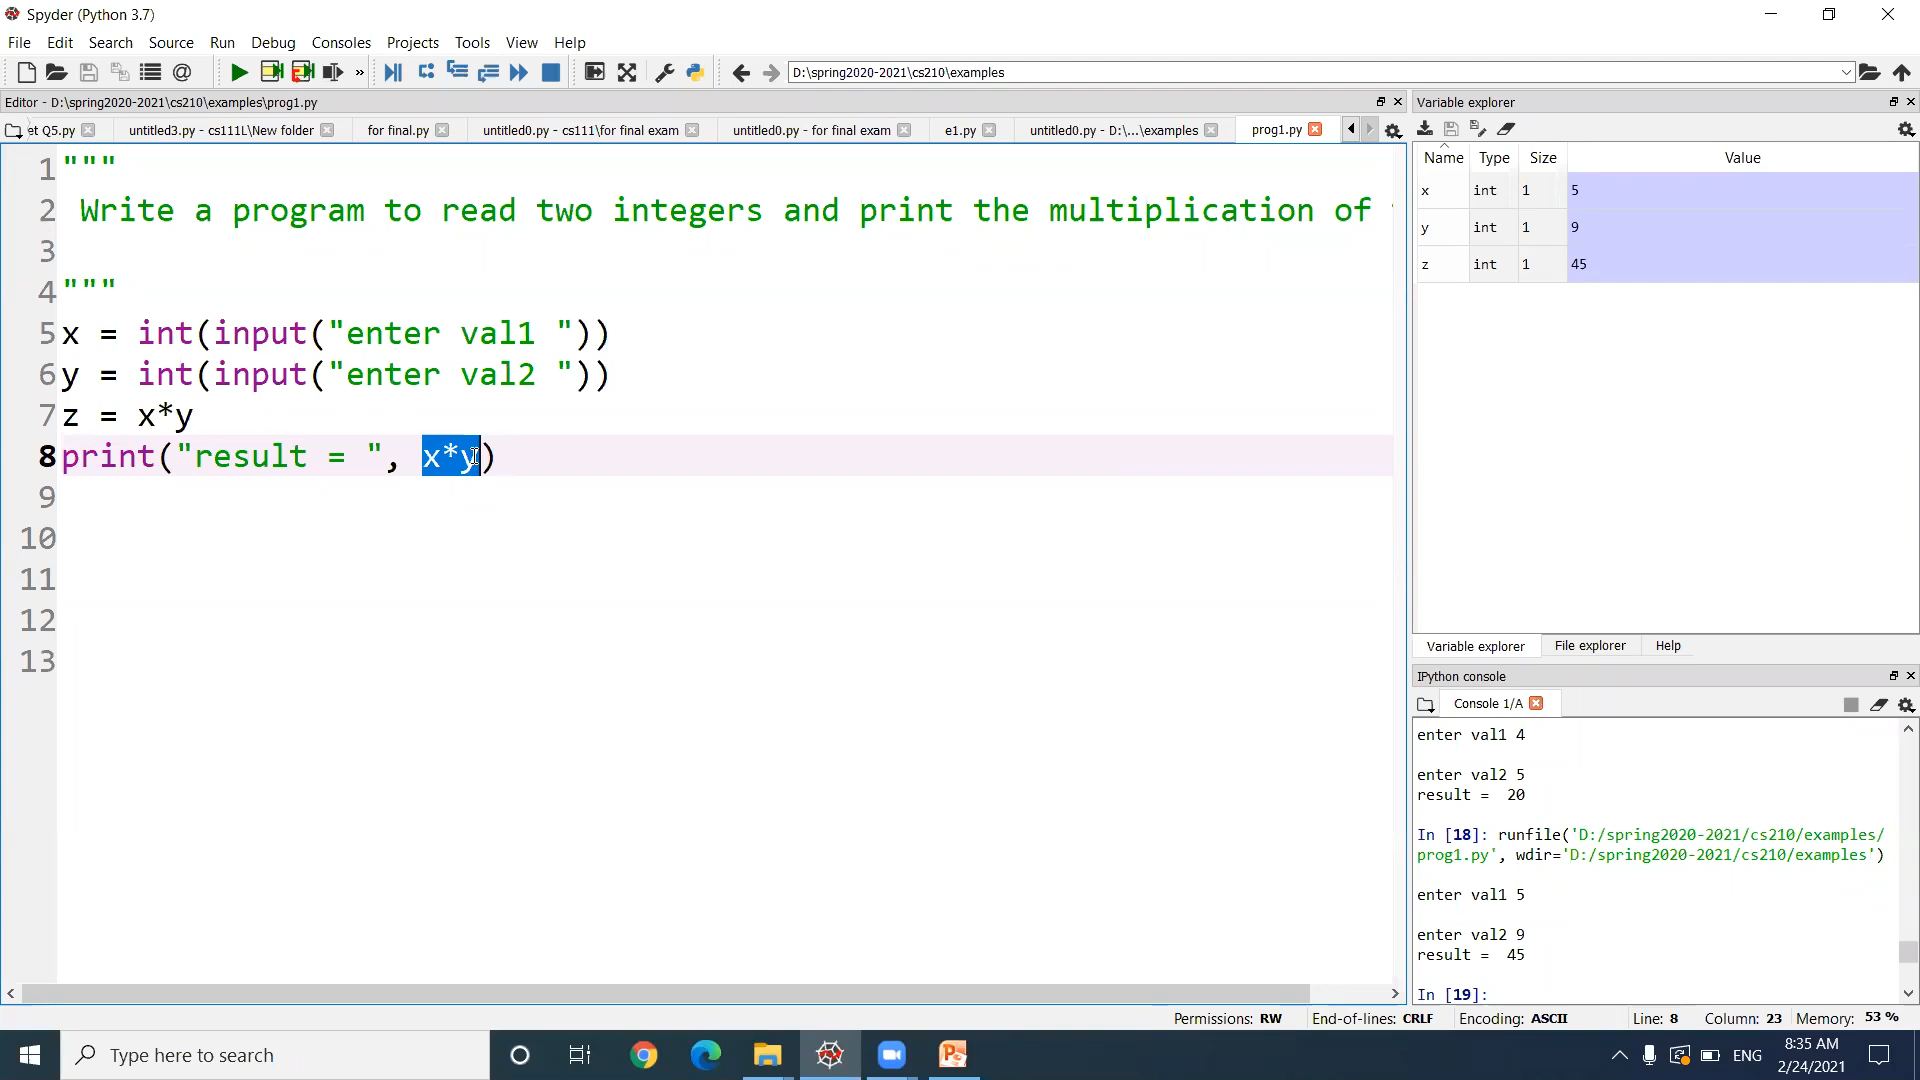 Spyder (Python 3.7)
File Edit Search Source Run Debug Consoles Projects Tools View Help
D:\spring2020-2021\cs210\examples
Editor - D:\spring2020-2021\cs210\examples\prog1.py
et Q5.py untitled3.py - cs111L\New folder for final.py untitled0.py - cs111\for final exam untitled0.py - for final exam e1.py untitled0.py - D:\...\examples prog1.py
1 """
2 Write a program to read two integers and print the multiplication of
3
4 """
5 x = int(input("enter val1 "))
6 y = int(input("enter val2 "))
7 z = x*y
8 print("result = ", x*y)
9
10
11
12
13
Variable explorer
Name Type Size Value
x int 1 5
y int 1 9
z int 1 45
Variable explorer File explorer Help
IPython console
Console 1/A
enter val1 4
enter val2 5
result =  20
In [18]: runfile('D:/spring2020-2021/cs210/examples/
prog1.py', wdir='D:/spring2020-2021/cs210/examples')
enter val1 5
enter val2 9
result =  45
In [19]:
Permissions: RW End-of-lines: CRLF Encoding: ASCII Line: 8 Column: 23 Memory: 53 %
Type here to search
ENG
8:35 AM
2/24/2021